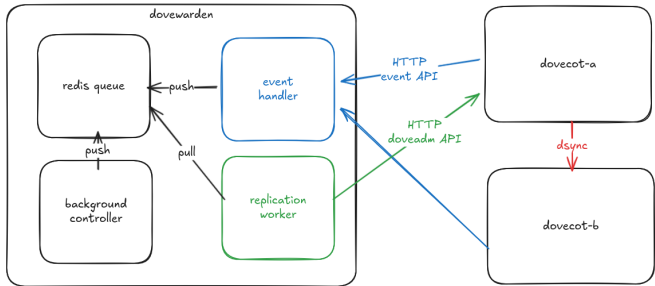 dovewarden
redis queue
push
event
handler
HTTP
event API
dovecot-a
HTTP
doveadm API
push
pull
dsync
background
controller
replication
worker
dovecot-b